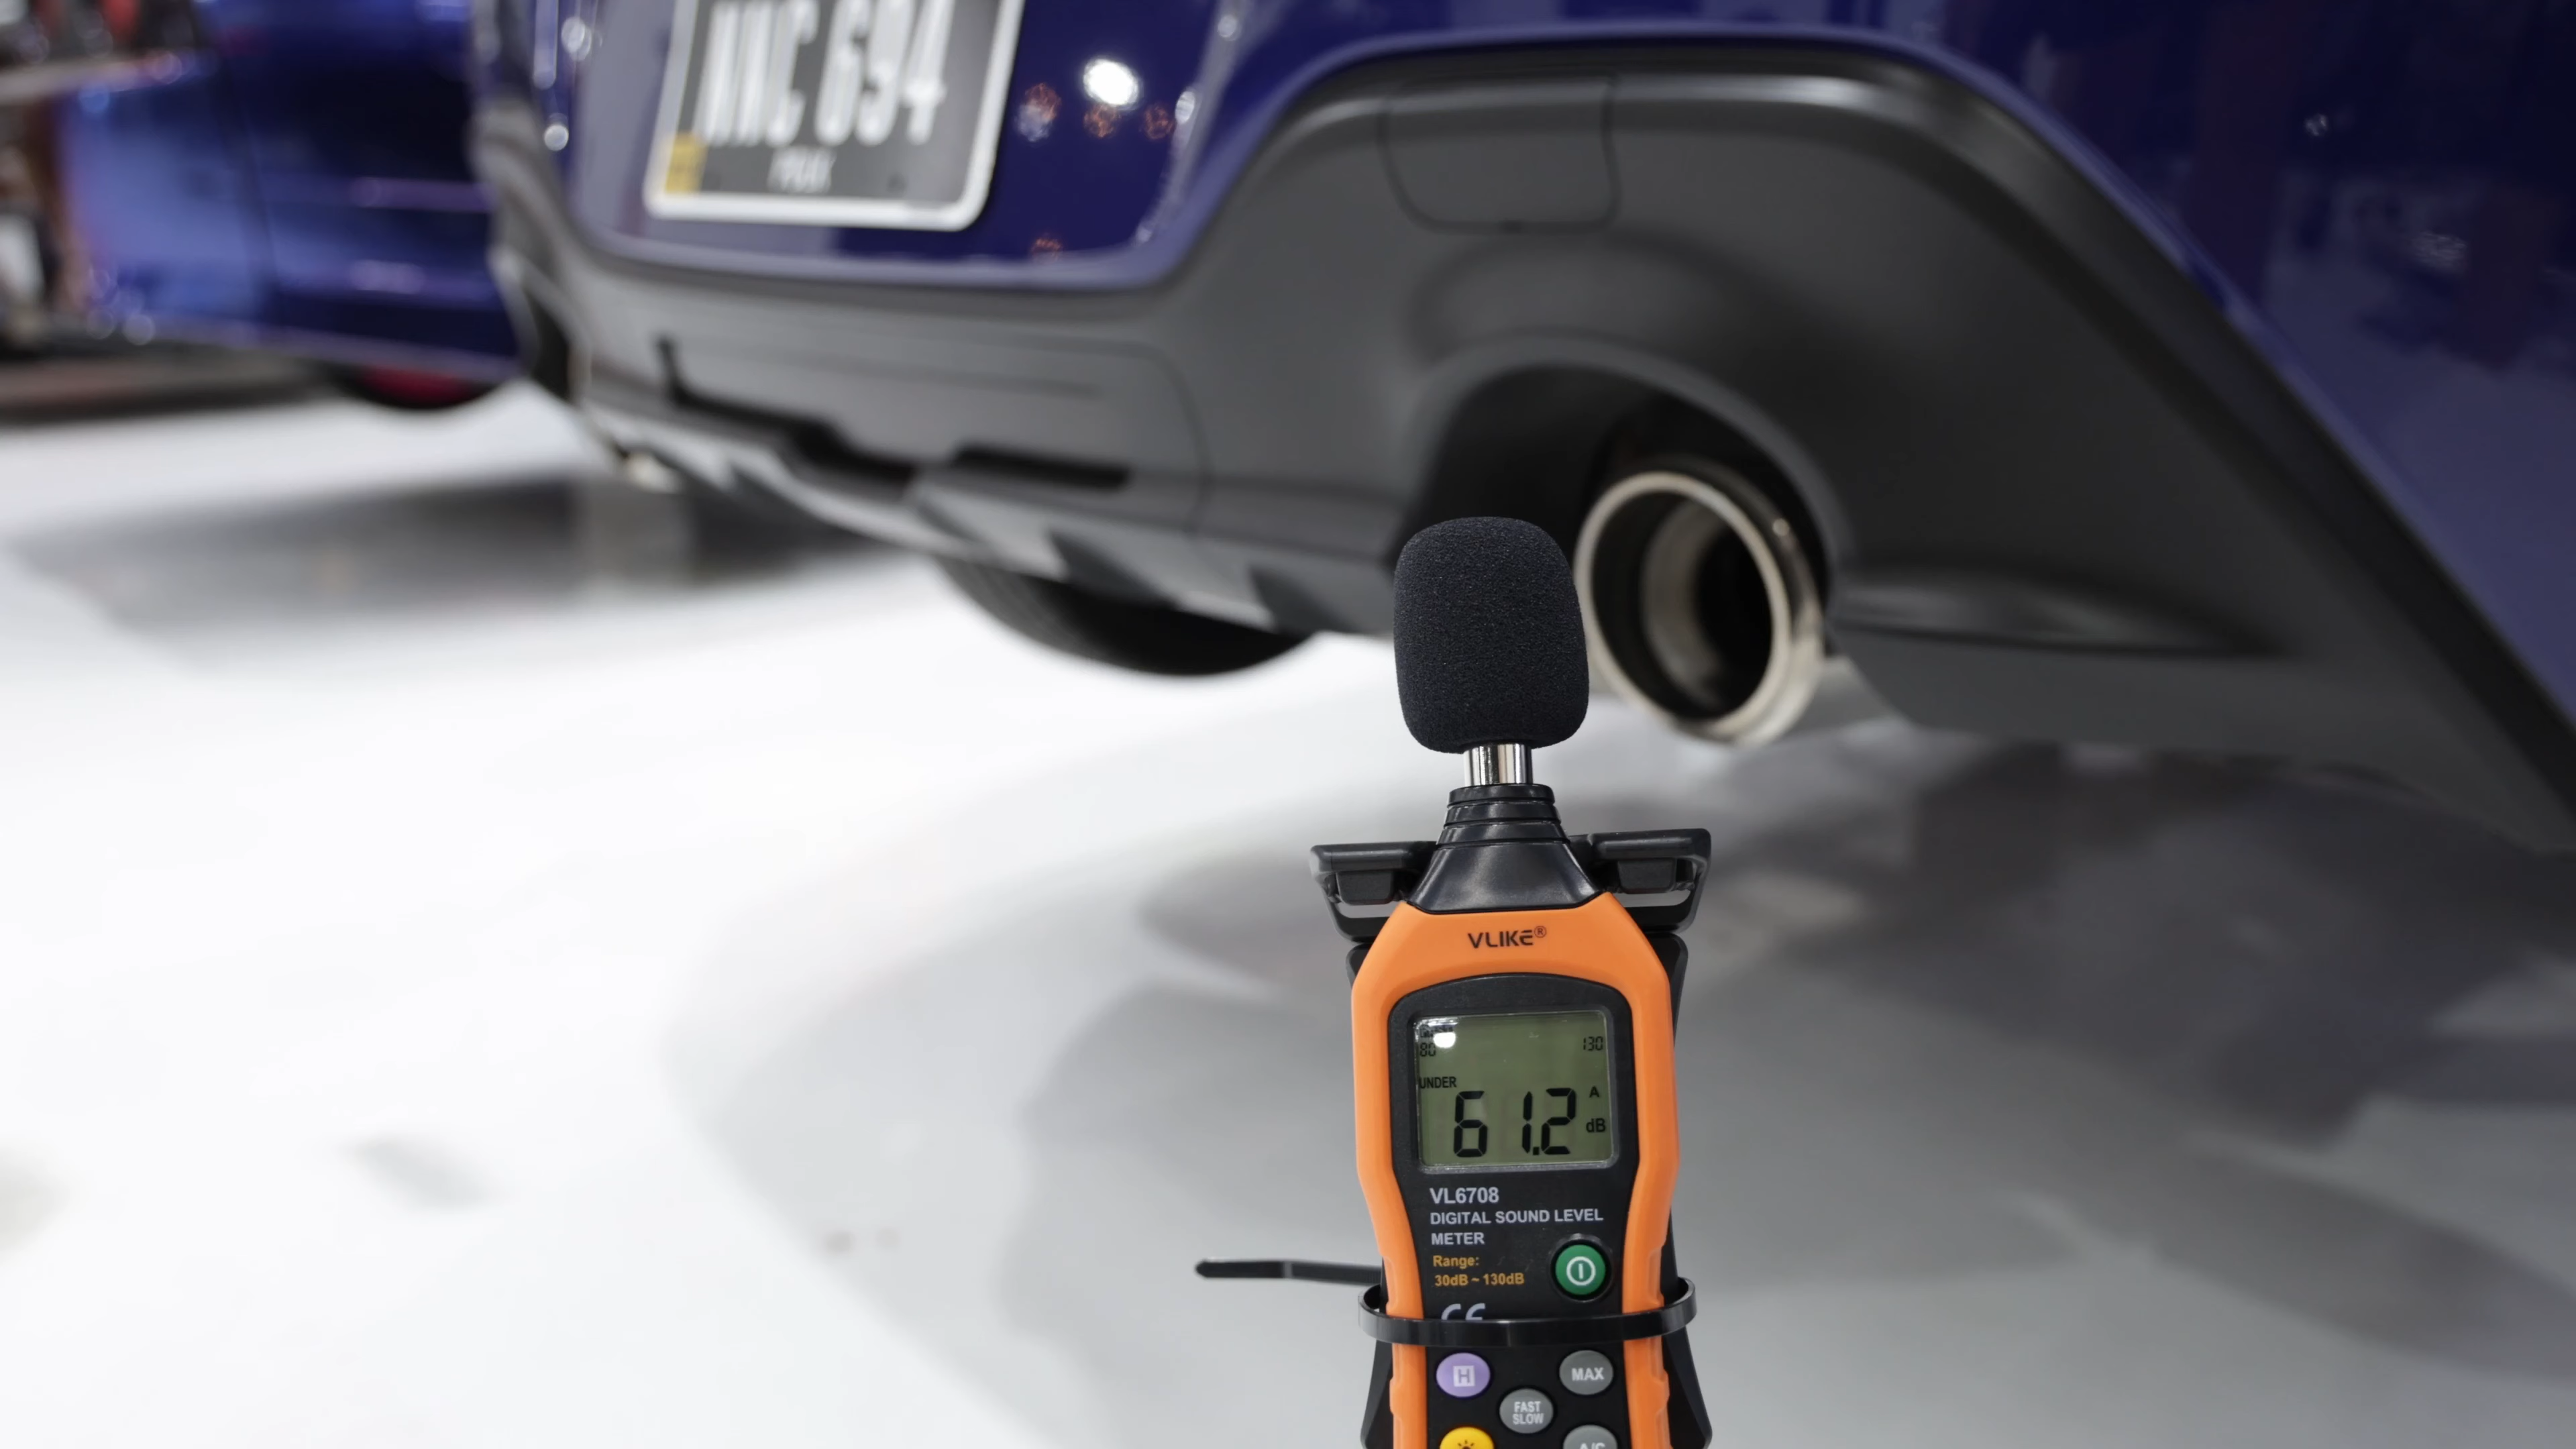 694
VLIKE®
80
130
UNDER
61.2
A
dB
VL6708
DIGITAL SOUND LEVEL
METER
Range:
30dB ~ 130dB
CE
H
MAX
FAST
SLOW
A/C